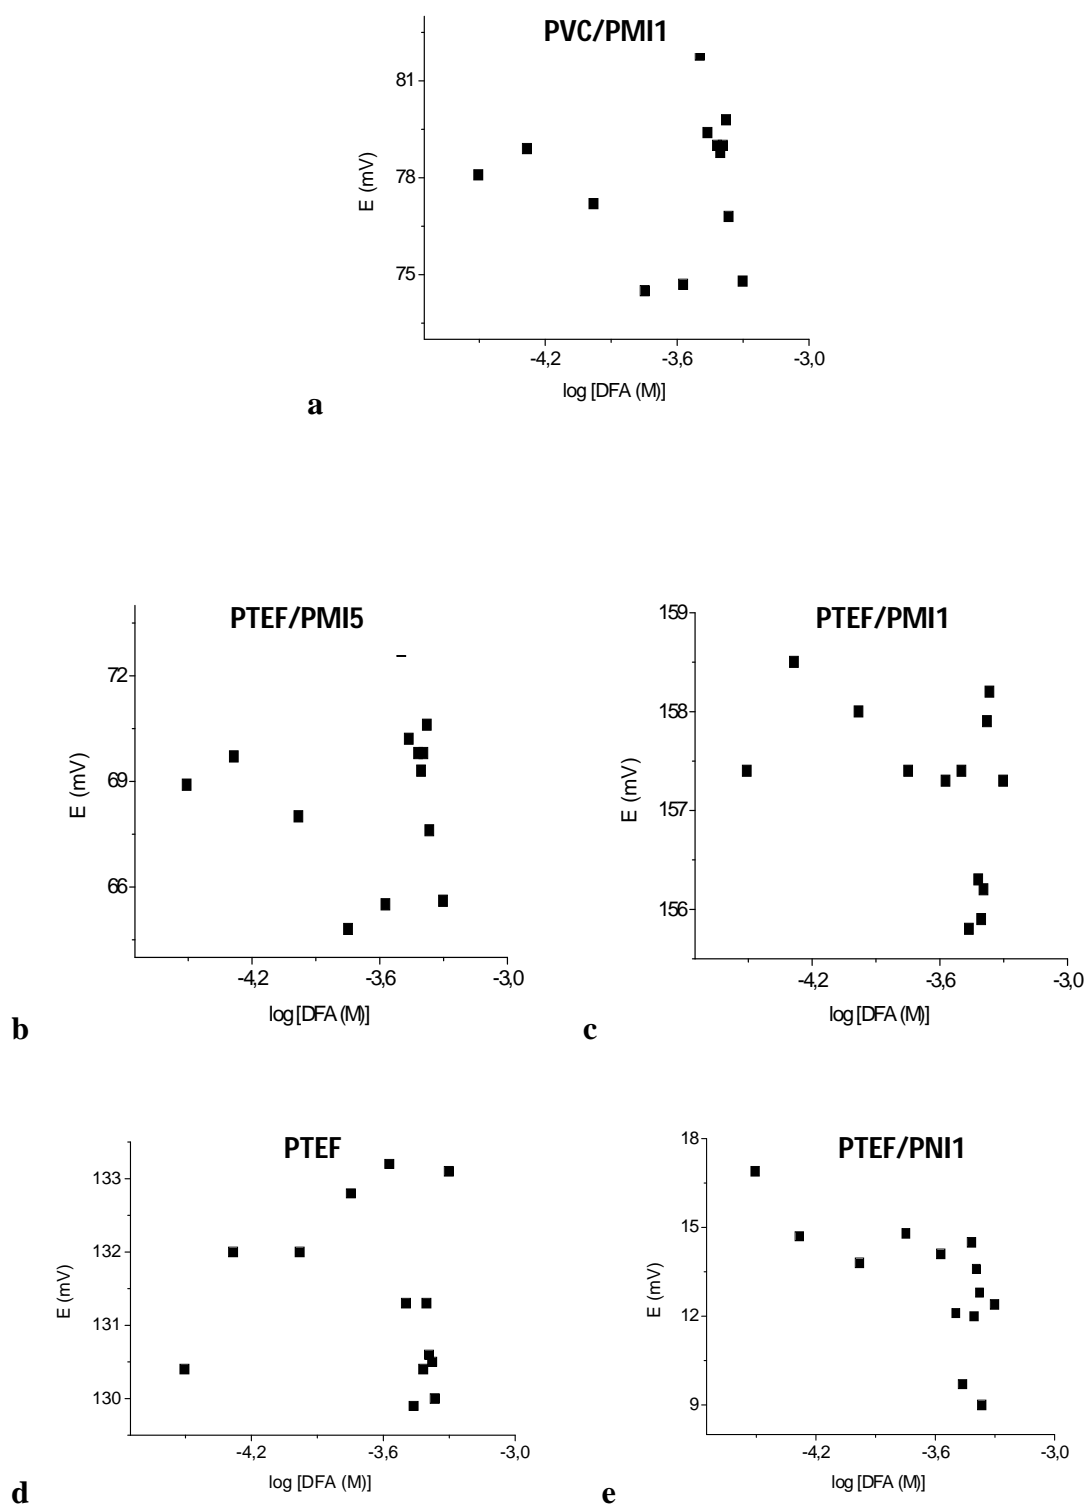 PVC/PMI1
81
78
75
E (mV)
-4,2 -3,6 -3,0
log [DFA (M)]
a
PTEF/PMI5
72
69
66
E (mV)
-4,2 -3,6 -3,0
log [DFA (M)]
b
PTEF/PMI1
159
158
157
156
E (mV)
-4,2 -3,6 -3,0
log [DFA (M)]
c
PTEF
133
132
131
130
E (mV)
-4,2 -3,6 -3,0
log [DFA (M)]
d
PTEF/PNI1
18
15
12
9
E (mV)
-4,2 -3,6 -3,0
log [DFA (M)]
e